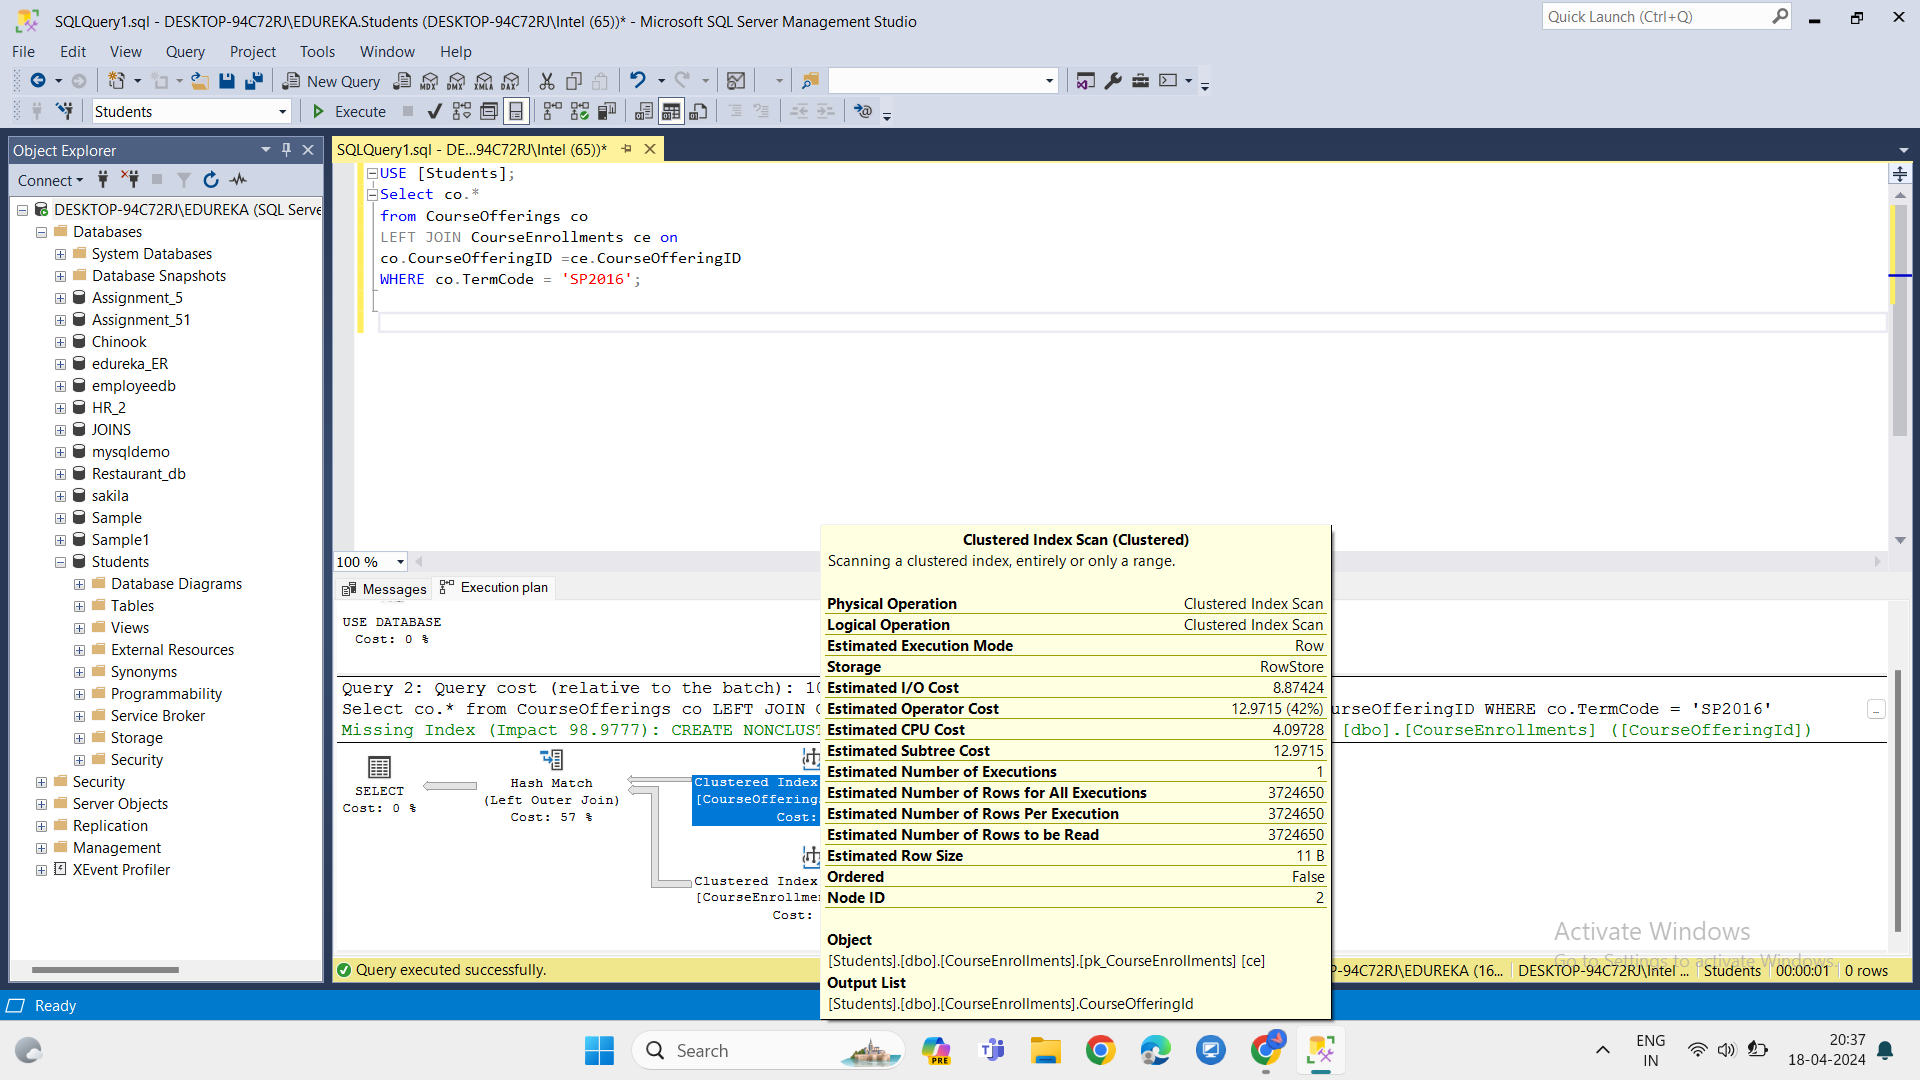 SQLQuery1.sql - DESKTOP-94C72RJ\EDUREKA.Students (DESKTOP-94C72RJ\Intel (65))* - Microsoft SQL Server Management Studio
Quick Launch (Ctrl+Q)
File Edit View Query Project Tools Window Help
New Query
MDX DMX XMLA DAX
Students
Execute
Object Explorer
Connect
DESKTOP-94C72RJ\EDUREKA (SQL Serve
Databases
System Databases
Database Snapshots
Assignment_5
Assignment_51
Chinook
edureka_ER
employeedb
HR_2
JOINS
mysqldemo
Restaurant_db
sakila
Sample
Sample1
Students
Database Diagrams
Tables
Views
External Resources
Synonyms
Programmability
Service Broker
Storage
Security
Security
Server Objects
Replication
Management
XEvent Profiler
SQLQuery1.sql - DE...94C72RJ\Intel (65))*
USE [Students];
Select co.*
from CourseOfferings co
LEFT JOIN CourseEnrollments ce on
co.CourseOfferingID =ce.CourseOfferingID
WHERE co.TermCode = 'SP2016';
100 %
Messages
Execution plan
USE DATABASE
Cost: 0 %
Query 2: Query cost (relative to the batch): 10
Select co.* from CourseOfferings co LEFT JOIN
urseOfferingID WHERE co.TermCode = 'SP2016'
Missing Index (Impact 98.9777): CREATE NONCLUST
[dbo].[CourseEnrollments] ([CourseOfferingId])
SELECT
Cost: 0 %
Hash Match
(Left Outer Join)
Cost: 57 %
Clustered Index
[CourseOfferings
Cost:
Clustered Index
[CourseEnrollme
Cost:
Clustered Index Scan (Clustered)
Scanning a clustered index, entirely or only a range.
Physical Operation Clustered Index Scan
Logical Operation Clustered Index Scan
Estimated Execution Mode Row
Storage RowStore
Estimated I/O Cost 8.87424
Estimated Operator Cost 12.9715 (42%)
Estimated CPU Cost 4.09728
Estimated Subtree Cost 12.9715
Estimated Number of Executions 1
Estimated Number of Rows for All Executions 3724650
Estimated Number of Rows Per Execution 3724650
Estimated Number of Rows to be Read 3724650
Estimated Row Size 11 B
Ordered False
Node ID 2
Object
[Students].[dbo].[CourseEnrollments].[pk_CourseEnrollments] [ce]
Output List
[Students].[dbo].[CourseEnrollments].CourseOfferingId
Activate Windows
Go to Settings to activate Windows.
Query executed successfully.
P-94C72RJ\EDUREKA (16... DESKTOP-94C72RJ\Intel ... Students 00:00:01 0 rows
Ready
Search
PRE
ENG
IN
20:37
18-04-2024